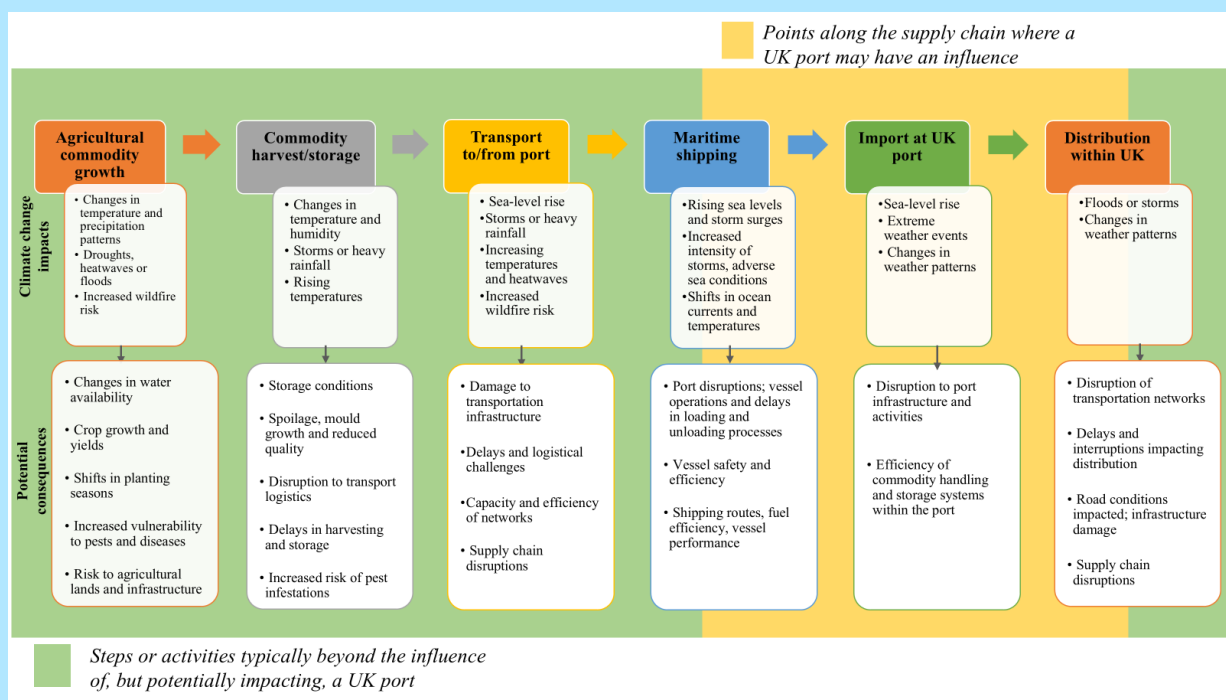 Points along the supply chain where a
UK port may have an influence
Agricultural
commodity
growth
Commodity
harvest/storage
Transport
to/from port
Maritime
shipping
Import at UK
port
Distribution
within UK
Climate change
impacts
• Changes in
temperature and
precipitation
patterns
• Droughts,
heatwaves or
floods
• Increased wildfire
risk
• Changes in
temperature and
humidity
• Storms or heavy
rainfall
• Rising
temperatures
• Sea-level rise
•Storms or heavy
rainfall
•Increasing
temperatures
and heatwaves
•Increased
wildfire risk
•Rising sea levels
and storm surges
•Increased
intensity of
storms, adverse
sea conditions
•Shifts in ocean
currents and
temperatures
•Sea-level rise
• Extreme
weather events
• Changes in
weather patterns
•Floods or storms
•Changes in
weather patterns
Potential
consequences
• Changes in water
availability
• Crop growth and
yields
• Shifts in planting
seasons
• Increased vulnerability
to pests and diseases
• Risk to agricultural
lands and infrastructure
• Storage conditions
• Spoilage, mould
growth and reduced
quality
• Disruption to transport
logistics
• Delays in harvesting
and storage
• Increased risk of pest
infestations
• Damage to
transportation
infrastructure
•Delays and logistical
challenges
•Capacity and efficiency
of networks
• Supply chain
disruptions
• Port disruptions; vessel
operations and delays
in loading and
unloading processes
• Vessel safety and
efficiency
• Shipping routes, fuel
efficiency, vessel
performance
• Disruption to port
infrastructure and
activities
• Efficiency of
commodity handling
and storage systems
within the port
• Disruption of
transportation networks
• Delays and
interruptions impacting
distribution
• Road conditions
impacted; infrastructure
damage
• Supply chain
disruptions
Steps or activities typically beyond the influence
of, but potentially impacting, a UK port